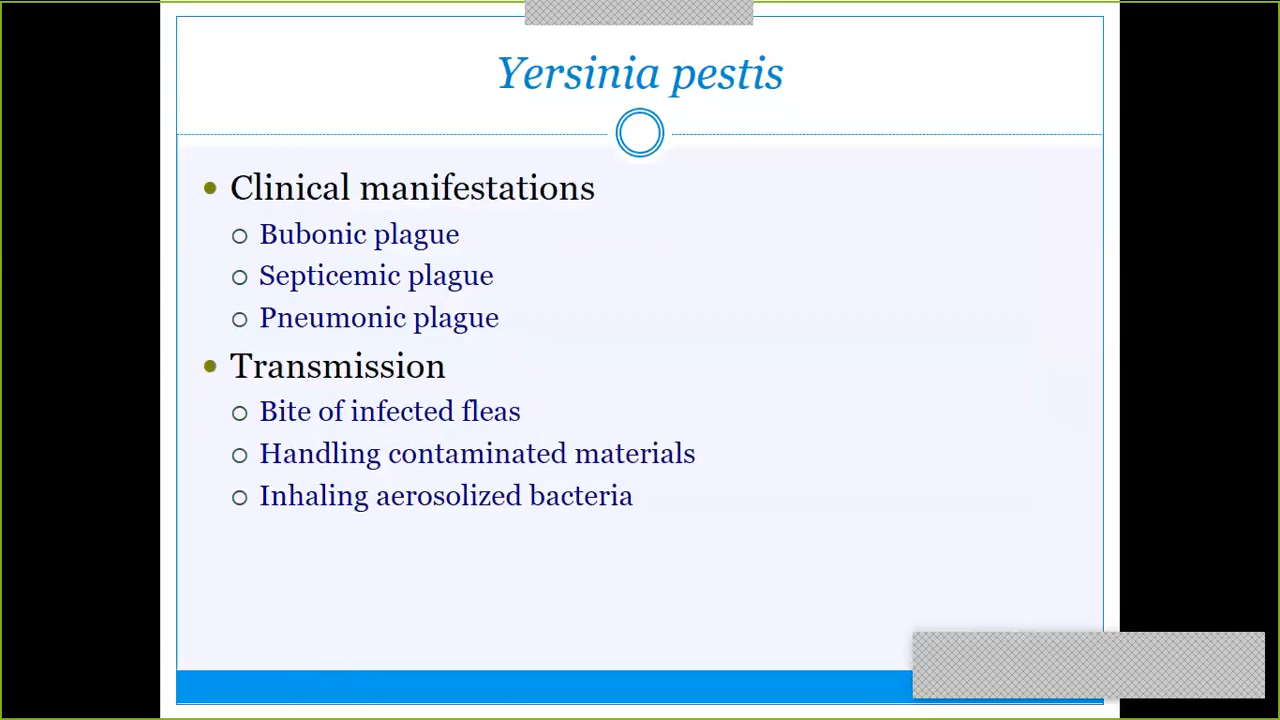 Yersinia pestis
Clinical manifestations
Bubonic plague
Septicemic plague
Pneumonic plague
Transmission
Bite of infected fleas
Handling contaminated materials
Inhaling aerosolized bacteria